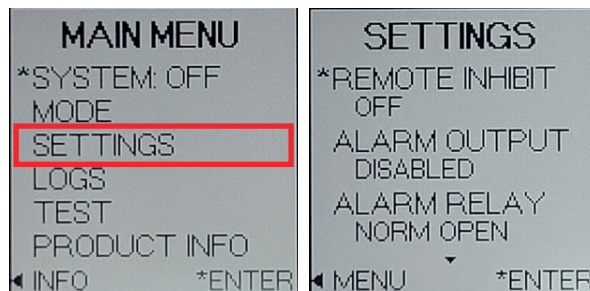 MAIN MENU
*SYSTEM: OFF
MODE
SETTINGS
LOGS
TEST
PRODUCT INFO
◀ INFO *ENTER
SETTINGS
*REMOTE INHIBIT
OFF
ALARM OUTPUT
DISABLED
ALARM RELAY
NORM OPEN
◀ MENU *ENTER